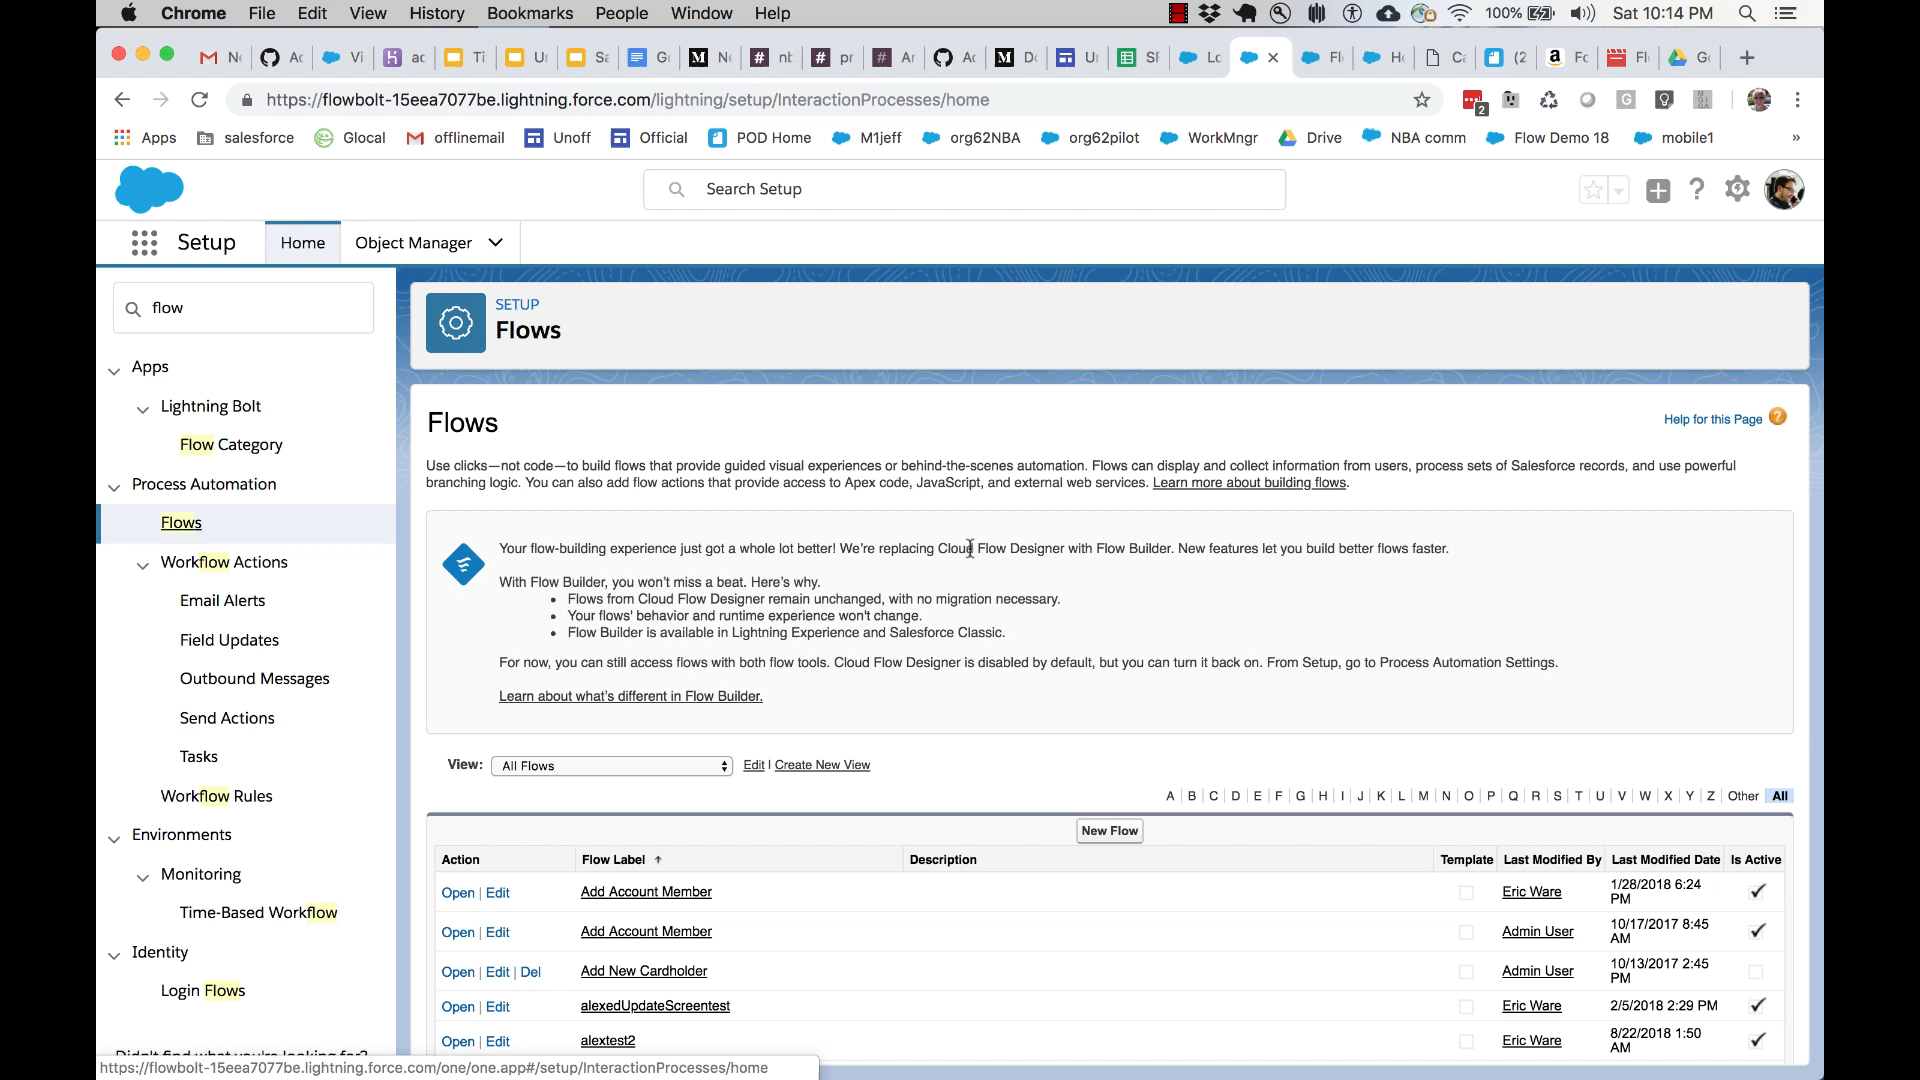 Chrome File Edit View History Bookmarks People Window Help 100% Sat 10:14 PM
https://flowbolt-15eea7077be.lightning.force.com/lightning/setup/InteractionProcesses/home
Apps salesforce Glocal offlinemail Unoff Official POD Home M1jeff org62NBA org62pilot WorkMngr Drive NBA comm Flow Demo 18 mobile1 »
Search Setup
Setup Home Object Manager
flow
Apps
Lightning Bolt
Flow Category
Process Automation
Flows
Workflow Actions
Email Alerts
Field Updates
Outbound Messages
Send Actions
Tasks
Workflow Rules
Environments
Monitoring
Time-Based Workflow
Identity
Login Flows
Didn't find what you're looking for?
SETUP
Flows
Flows
Help for this Page
Use clicks—not code—to build flows that provide guided visual experiences or behind-the-scenes automation. Flows can display and collect information from users, process sets of Salesforce records, and use powerful
branching logic. You can also add flow actions that provide access to Apex code, JavaScript, and external web services. Learn more about building flows.
Your flow-building experience just got a whole lot better! We're replacing Cloud Flow Designer with Flow Builder. New features let you build better flows faster.
With Flow Builder, you won't miss a beat. Here's why.
• Flows from Cloud Flow Designer remain unchanged, with no migration necessary.
• Your flows' behavior and runtime experience won't change.
• Flow Builder is available in Lightning Experience and Salesforce Classic.
For now, you can still access flows with both flow tools. Cloud Flow Designer is disabled by default, but you can turn it back on. From Setup, go to Process Automation Settings.
Learn about what's different in Flow Builder.
View: All Flows Edit | Create New View
A | B | C | D | E | F | G | H | I | J | K | L | M | N | O | P | Q | R | S | T | U | V | W | X | Y | Z | Other All
New Flow
Action Flow Label Description Template Last Modified By Last Modified Date Is Active
Open | Edit Add Account Member Eric Ware 1/28/2018 6:24 PM
Open | Edit Add Account Member Admin User 10/17/2017 8:45 AM
Open | Edit | Del Add New Cardholder Admin User 10/13/2017 2:45 PM
Open | Edit alexedUpdateScreentest Eric Ware 2/5/2018 2:29 PM
Open | Edit alextest2 Eric Ware 8/22/2018 1:50 AM
https://flowbolt-15eea7077be.lightning.force.com/one/one.app#/setup/InteractionProcesses/home